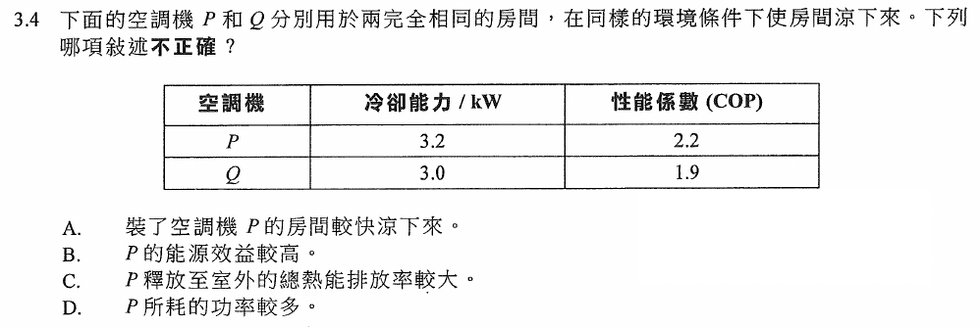 3.4 下面的空調機 P 和 Q 分別用於兩完全相同的房間，在同樣的環境條件下使房間涼下來。下列
哪項敍述不正確？
空調機 冷卻能力 / kW 性能係數 (COP)
P 3.2 2.2
Q 3.0 1.9
A. 裝了空調機 P 的房間較快涼下來。
B. P 的能源效益較高。
C. P 釋放至室外的總熱能排放率較大。
D. P 所耗的功率較多。